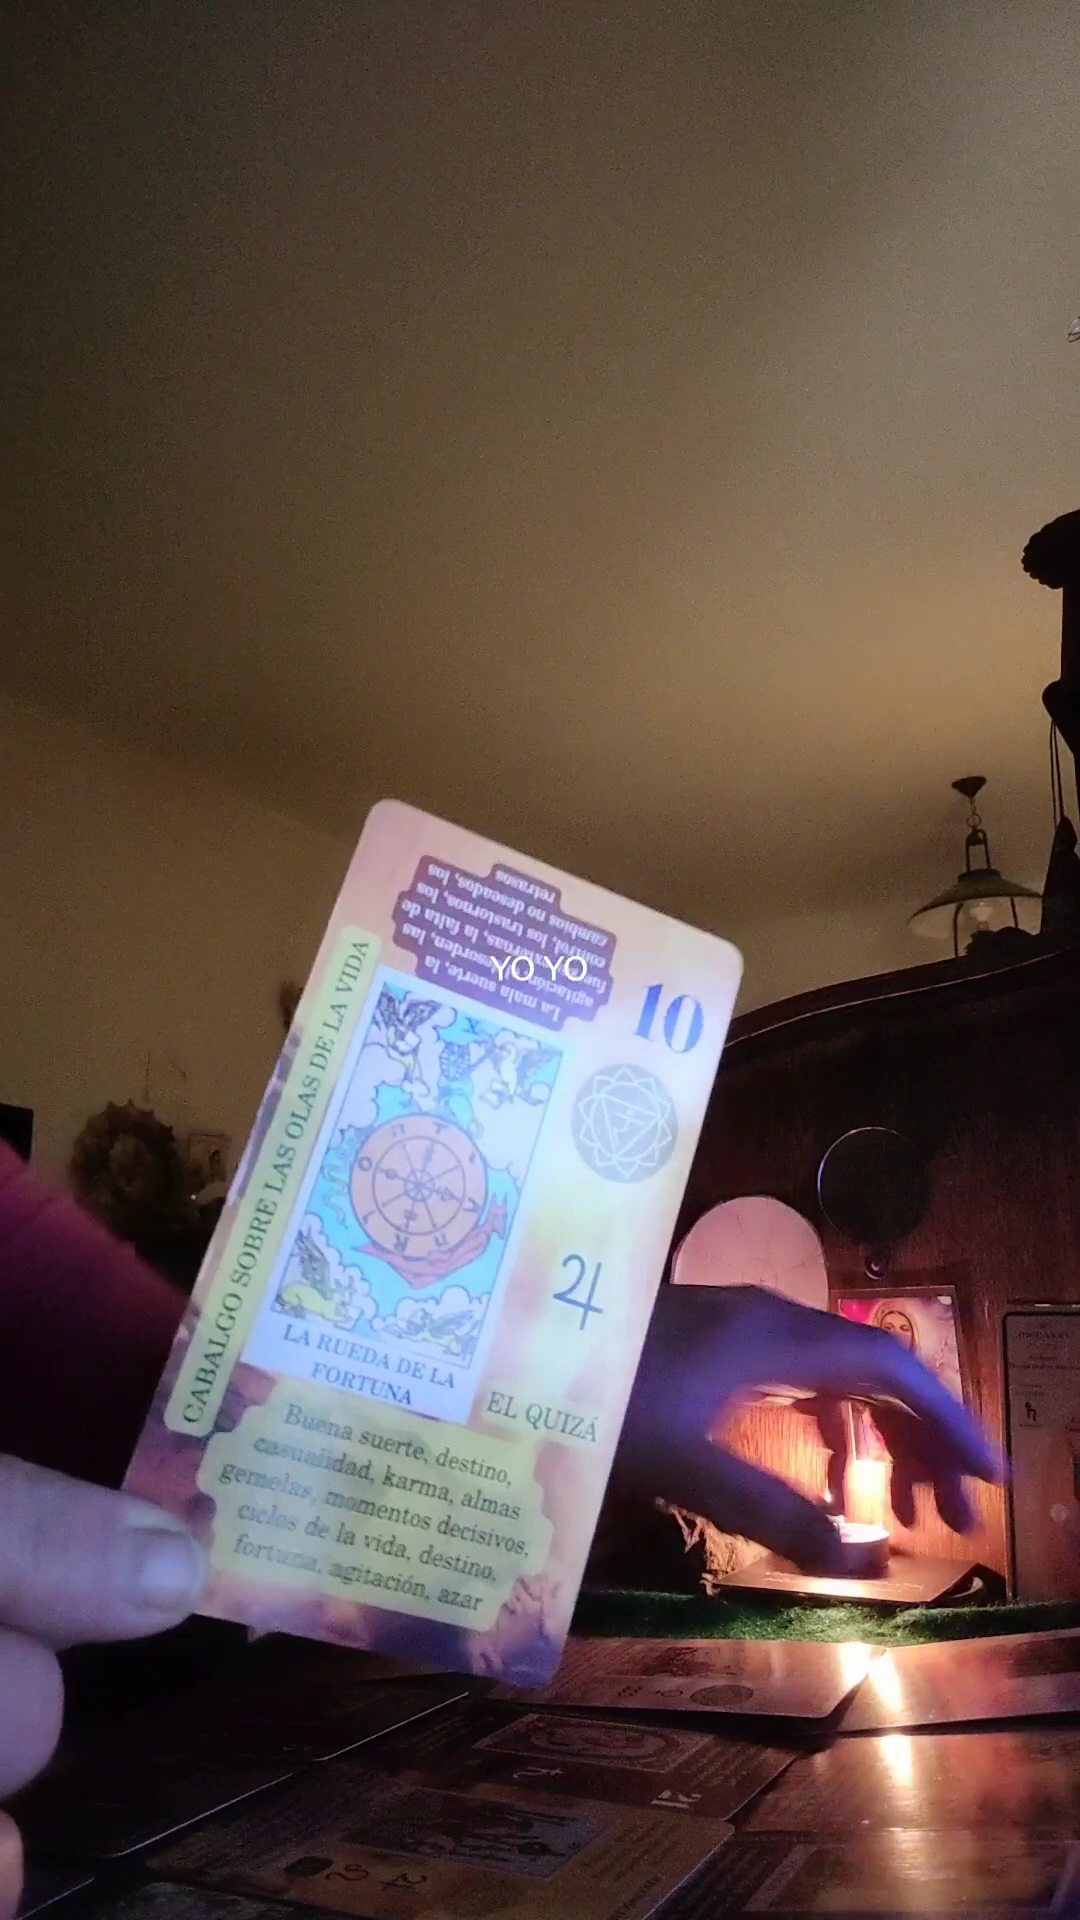 La mala suerte, la
agitación, el desorden, las
fuerzas externas, la falta de
control, los trastornos, los
cambios no deseados, los
retrasos
YO YO
10
CABALGO SOBRE LAS OLAS DE LA VIDA
X
LA RUEDA DE LA
FORTUNA
EL QUIZÁ
Buena suerte, destino,
casualidad, karma, almas
gemelas, momentos decisivos,
ciclos de la vida, destino,
fortuna, agitación, azar